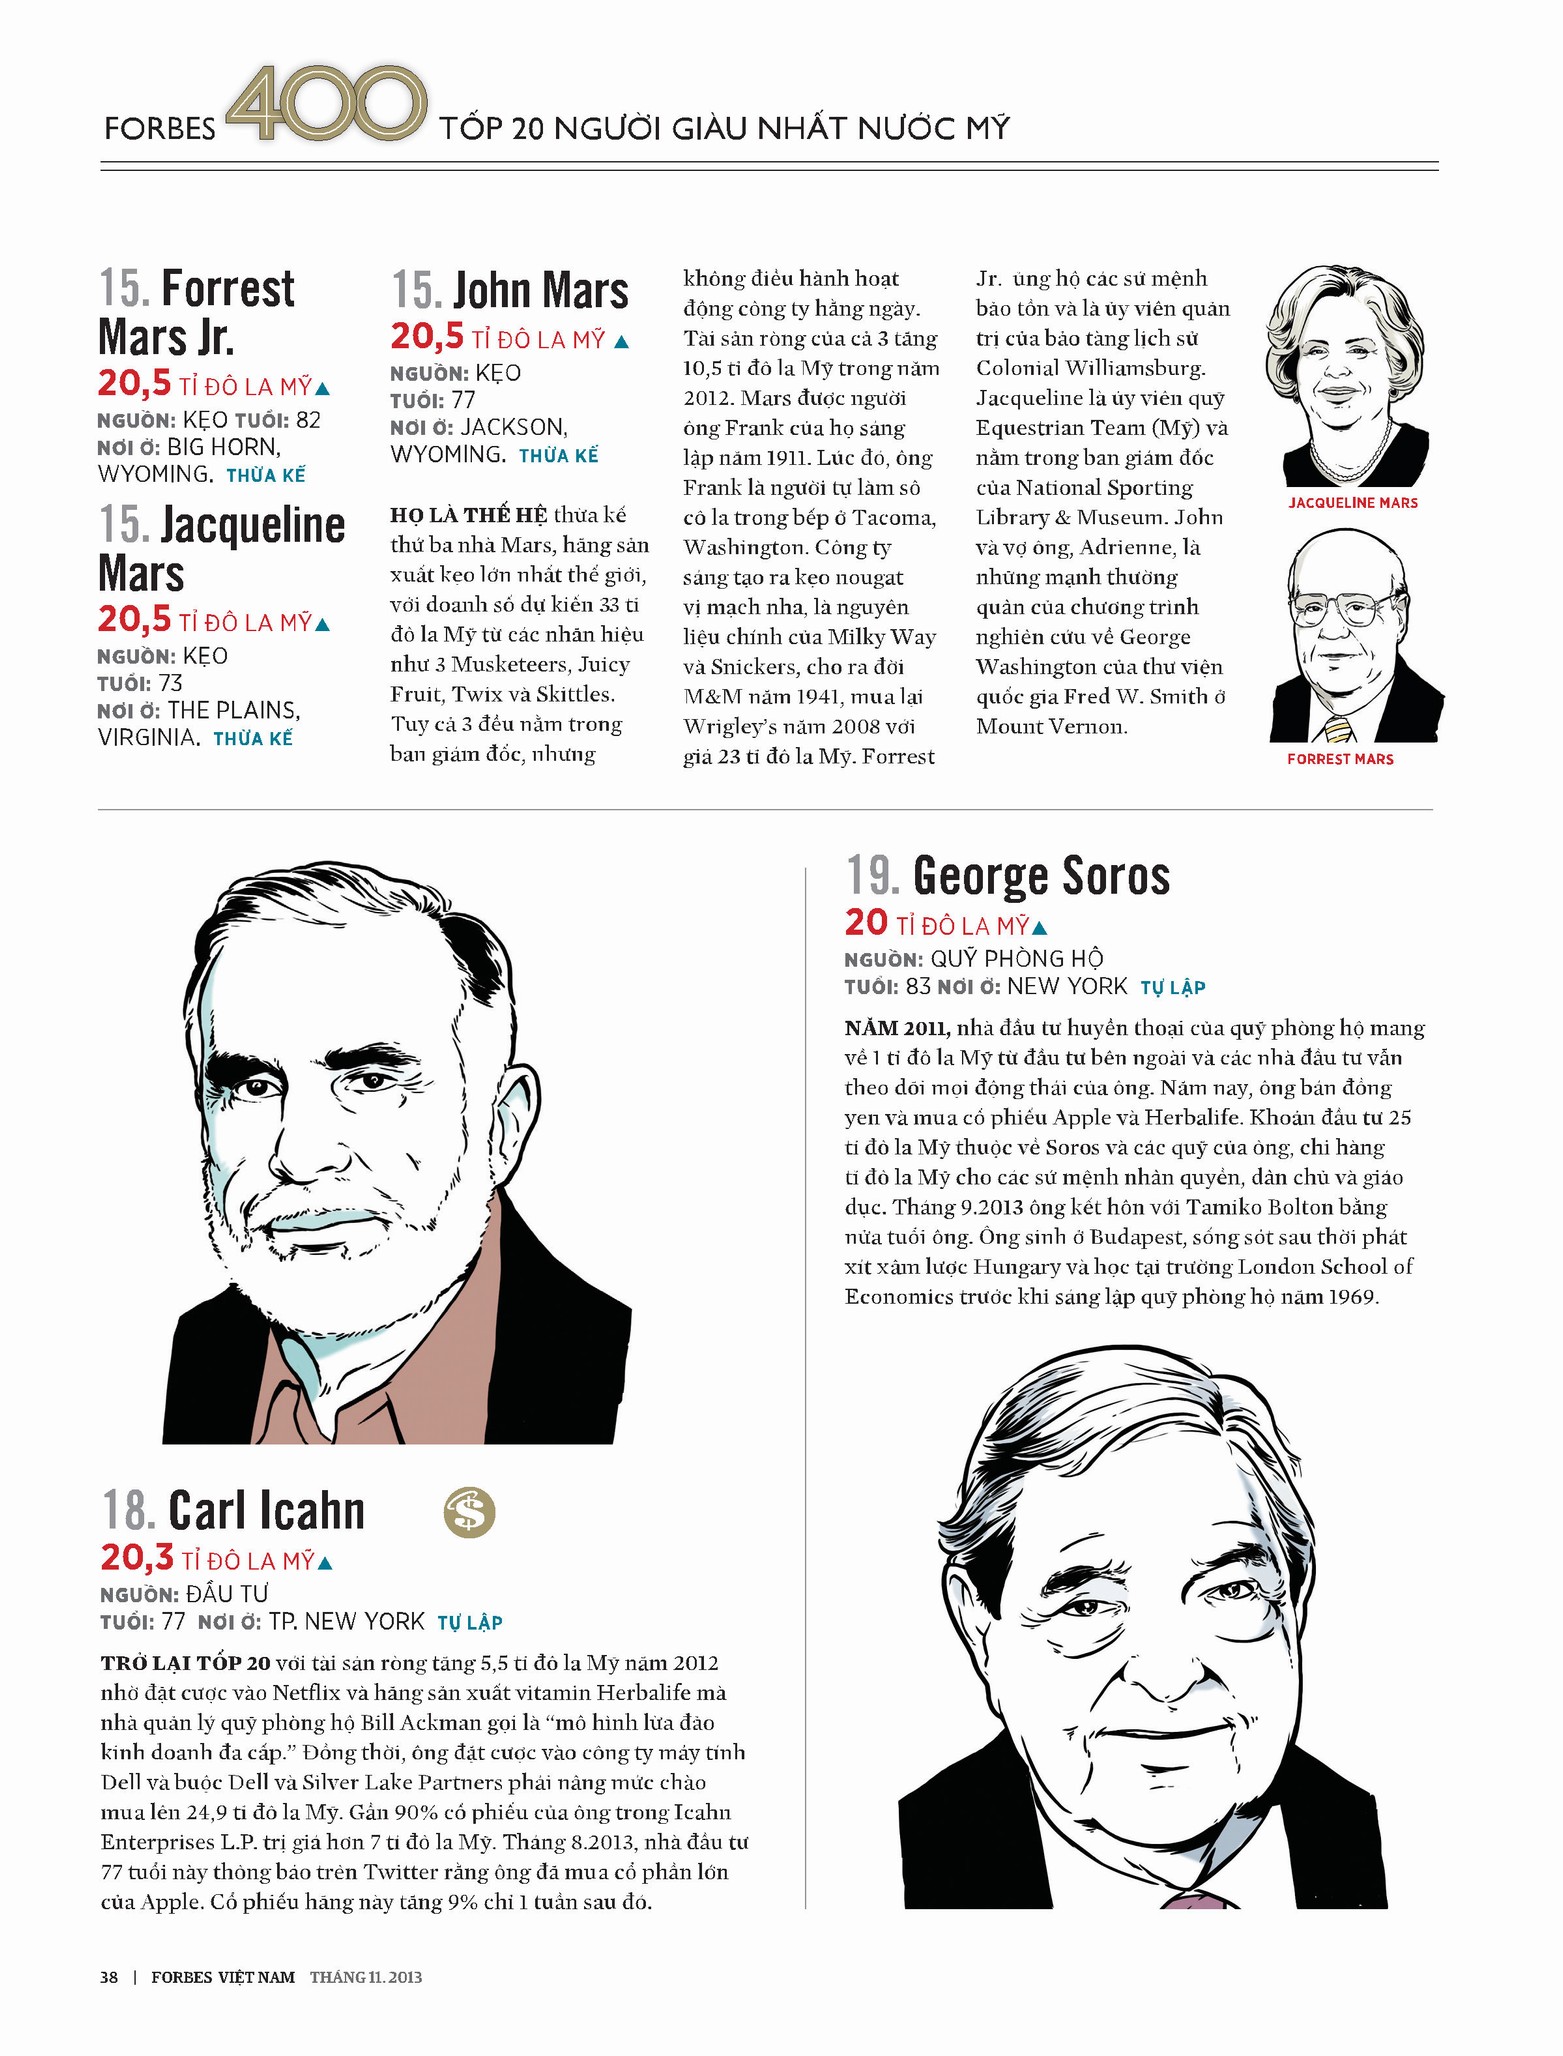 FORBES 400 TỐP 20 NGƯỜI GIÀU NHẤT NƯỚC MỸ
15. Forrest
Mars Jr.
20,5 TỈ ĐÔ LA MỸ▲
NGUỒN: KẸO TUỔI: 82
NƠI Ở: BIG HORN,
WYOMING. THỪA KẾ
15. Jacqueline
Mars
20,5 TỈ ĐÔ LA MỸ▲
NGUỒN: KẸO
TUỔI: 73
NƠI Ở: THE PLAINS,
VIRGINIA. THỪA KẾ
15. John Mars
20,5 TỈ ĐÔ LA MỸ ▲
NGUỒN: KẸO
TUỔI: 77
NƠI Ở: JACKSON,
WYOMING. THỪA KẾ
HỌ LÀ THẾ HỆ thừa kế
thứ ba nhà Mars, hãng sản
xuất kẹo lớn nhất thế giới,
với doanh số dự kiến 33 tỉ
đô la Mỹ từ các nhãn hiệu
như 3 Musketeers, Juicy
Fruit, Twix và Skittles.
Tuy cả 3 đều nằm trong
ban giám đốc, nhưng
không điều hành hoạt
động công ty hằng ngày.
Tài sản ròng của cả 3 tăng
10,5 tỉ đô la Mỹ trong năm
2012. Mars được người
ông Frank của họ sáng
lập năm 1911. Lúc đó, ông
Frank là người tự làm sô
cô la trong bếp ở Tacoma,
Washington. Công ty
sáng tạo ra kẹo nougat
vị mạch nha, là nguyên
liệu chính của Milky Way
và Snickers, cho ra đời
M&M năm 1941, mua lại
Wrigley's năm 2008 với
giá 23 tỉ đô la Mỹ. Forrest
Jr. ủng hộ các sứ mệnh
bảo tồn và là ủy viên quản
trị của bảo tàng lịch sử
Colonial Williamsburg.
Jacqueline là ủy viên quỹ
Equestrian Team (Mỹ) và
nằm trong ban giám đốc
của National Sporting
Library & Museum. John
và vợ ông, Adrienne, là
những mạnh thường
quân của chương trình
nghiên cứu về George
Washington của thư viện
quốc gia Fred W. Smith ở
Mount Vernon.
JACQUELINE MARS
FORREST MARS
18. Carl Icahn
20,3 TỈ ĐÔ LA MỸ▲
NGUỒN: ĐẦU TƯ
TUỔI: 77 NƠI Ở: TP. NEW YORK TỰ LẬP
TRỞ LẠI TỐP 20 với tài sản ròng tăng 5,5 tỉ đô la Mỹ năm 2012
nhờ đặt cược vào Netflix và hãng sản xuất vitamin Herbalife mà
nhà quản lý quỹ phòng hộ Bill Ackman gọi là “mô hình lừa đảo
kinh doanh đa cấp.” Đồng thời, ông đặt cược vào công ty máy tính
Dell và buộc Dell và Silver Lake Partners phải nâng mức chào
mua lên 24,9 tỉ đô la Mỹ. Gần 90% cổ phiếu của ông trong Icahn
Enterprises L.P. trị giá hơn 7 tỉ đô la Mỹ. Tháng 8.2013, nhà đầu tư
77 tuổi này thông báo trên Twitter rằng ông đã mua cổ phần lớn
của Apple. Cổ phiếu hãng này tăng 9% chỉ 1 tuần sau đó.
19. George Soros
20 TỈ ĐÔ LA MỸ▲
NGUỒN: QUỸ PHÒNG HỘ
TUỔI: 83 NƠI Ở: NEW YORK TỰ LẬP
NĂM 2011, nhà đầu tư huyền thoại của quỹ phòng hộ mang
về 1 tỉ đô la Mỹ từ đầu tư bên ngoài và các nhà đầu tư vẫn
theo dõi mọi động thái của ông. Năm nay, ông bán đồng
yen và mua cổ phiếu Apple và Herbalife. Khoản đầu tư 25
tỉ đô la Mỹ thuộc về Soros và các quỹ của ông, chi hàng
tỉ đô la Mỹ cho các sứ mệnh nhân quyền, dân chủ và giáo
dục. Tháng 9.2013 ông kết hôn với Tamiko Bolton bằng
nửa tuổi ông. Ông sinh ở Budapest, sống sót sau thời phát
xít xâm lược Hungary và học tại trường London School of
Economics trước khi sáng lập quỹ phòng hộ năm 1969.
38 | FORBES VIỆT NAM THÁNG 11. 2013